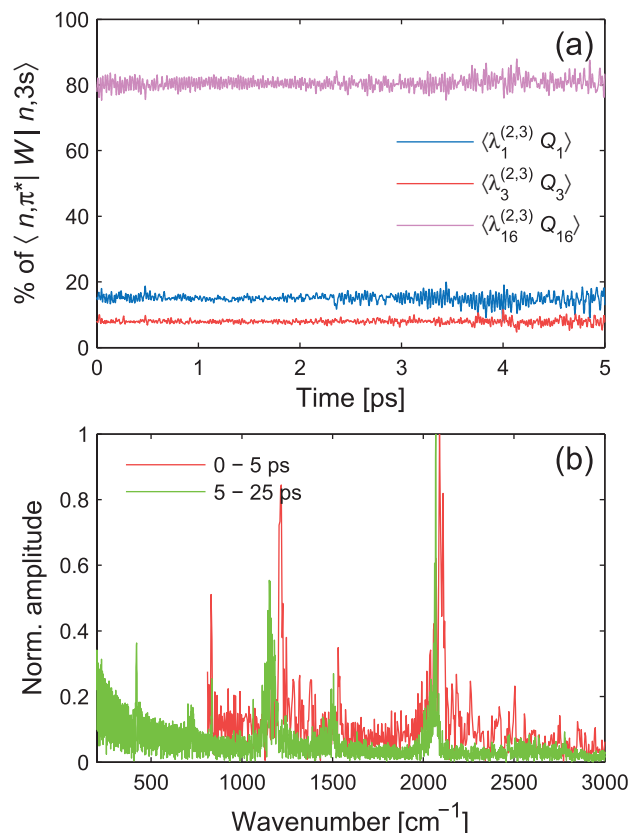 100
(a)
80
60
40
20
0
% of ⟨ n,π*| W | n,3s⟩
⟨λ₁^(2,3) Q₁⟩
⟨λ₃^(2,3) Q₃⟩
⟨λ₁₆^(2,3) Q₁₆⟩
0 1 2 3 4 5
Time [ps]
1
(b)
0.8
0.6
0.4
0.2
0
Norm. amplitude
0 − 5 ps
5 − 25 ps
500 1000 1500 2000 2500 3000
Wavenumber [cm⁻¹]